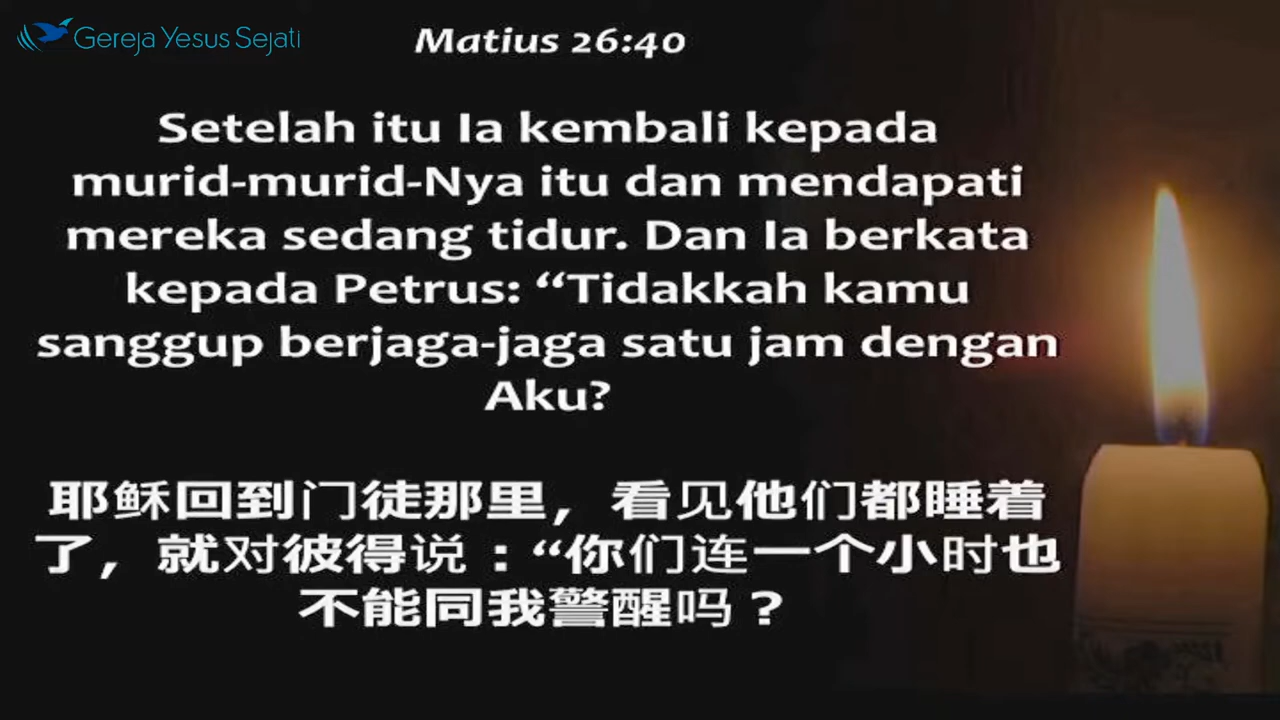 Gereja Yesus Sejati
Matius 26:40
Setelah itu Ia kembali kepada
murid-murid-Nya itu dan mendapati
mereka sedang tidur. Dan Ia berkata
kepada Petrus: “Tidakkah kamu
sanggup berjaga-jaga satu jam dengan
Aku?
耶稣回到门徒那里，看见他们都睡着
了，就对彼得说：“你们连一个小时也
不能同我警醒吗？